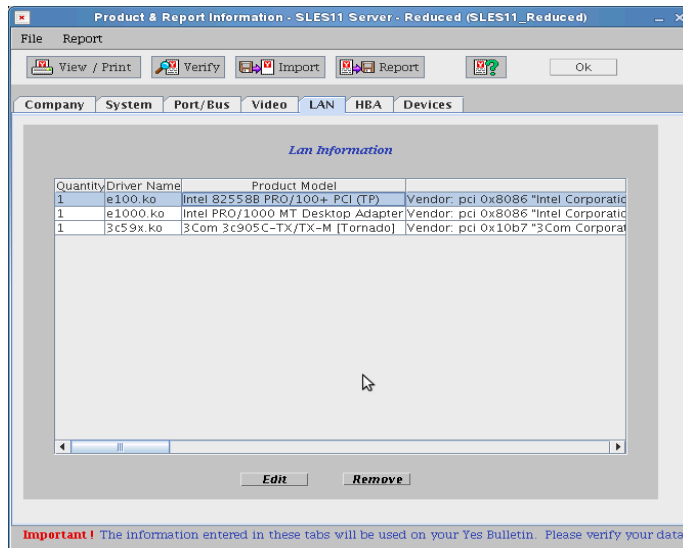 Product & Report Information - SLES11 Server - Reduced (SLES11_Reduced)
File Report
View / Print Verify Import Report Ok
Company System Port/Bus Video LAN HBA Devices
Lan Information
Quantity Driver Name Product Model
1 e100.ko Intel 82558B PRO/100+ PCI (TP) Vendor: pci 0x8086 "Intel Corporatic
1 e1000.ko Intel PRO/1000 MT Desktop Adapter Vendor: pci 0x8086 "Intel Corporatic
1 3c59x.ko 3Com 3c905C-TX/TX-M [Tornado] Vendor: pci 0x10b7 "3Com Corporat
Edit Remove
Important ! The information entered in these tabs will be used on your Yes Bulletin. Please verify your data